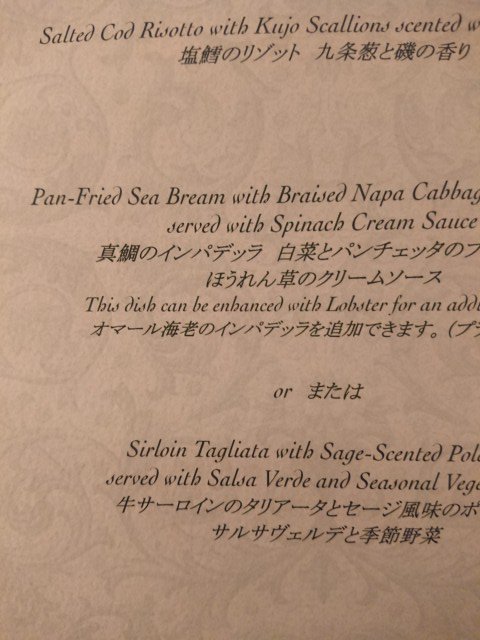 Salted Cod Risotto with Kujo Scallions scented
塩鱈のリゾット 九条葱と磯の香り
Pan-Fried Sea Bream with Braised Napa
served with Spinach Cream Sauce
真鯛のインパデッラ 白菜とパンチェッタの
ほうれん草のクリームソース
This dish can be enhanced with Lobster for an
オマール海老のインパデッラを追加できます。
or または
Sirloin Tagliata with Sage-Scented
served with Salsa Verde and Seasonal
牛サーロインのタリアータとセージ風味の
サルサヴェルデと季節野菜